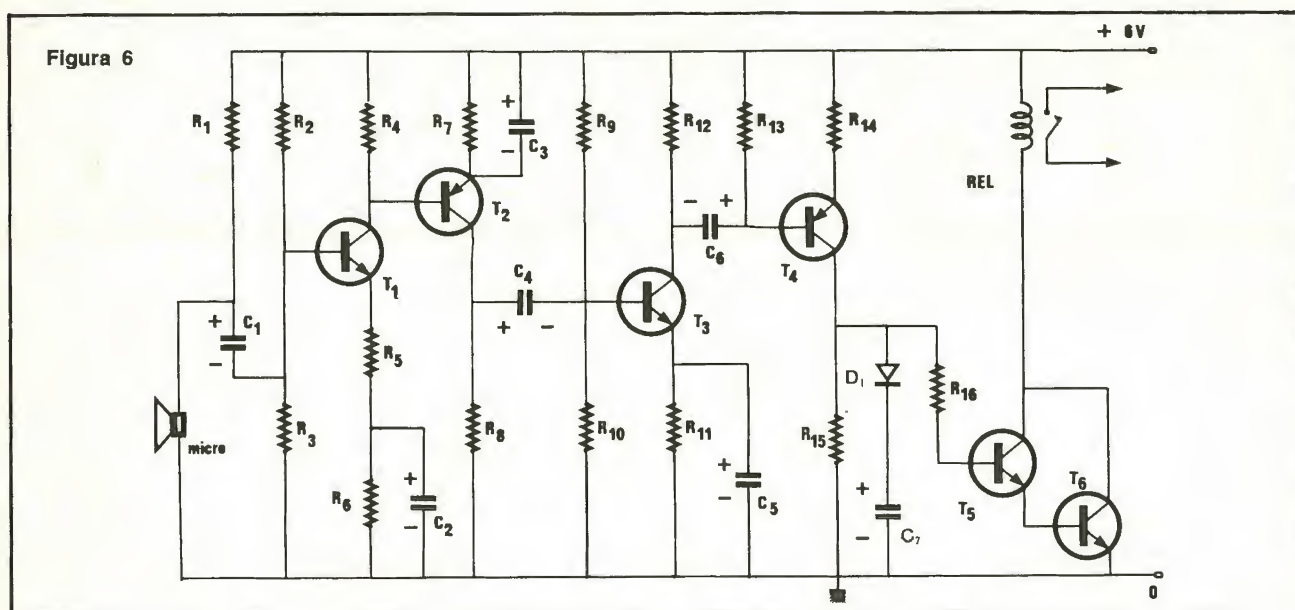 Figura 6
+ 6V
R1
R2
R4
R7
+
C3
-
R9
R12
R13
R14
REL
T2
- +
C6
T1
T4
C4
+ -
T3
+
C1
-
R5
D1
R16
micro
R3
R8
R10
R11
R15
R6
+
C2
-
+
C5
-
+
C7
-
T5
T6
0